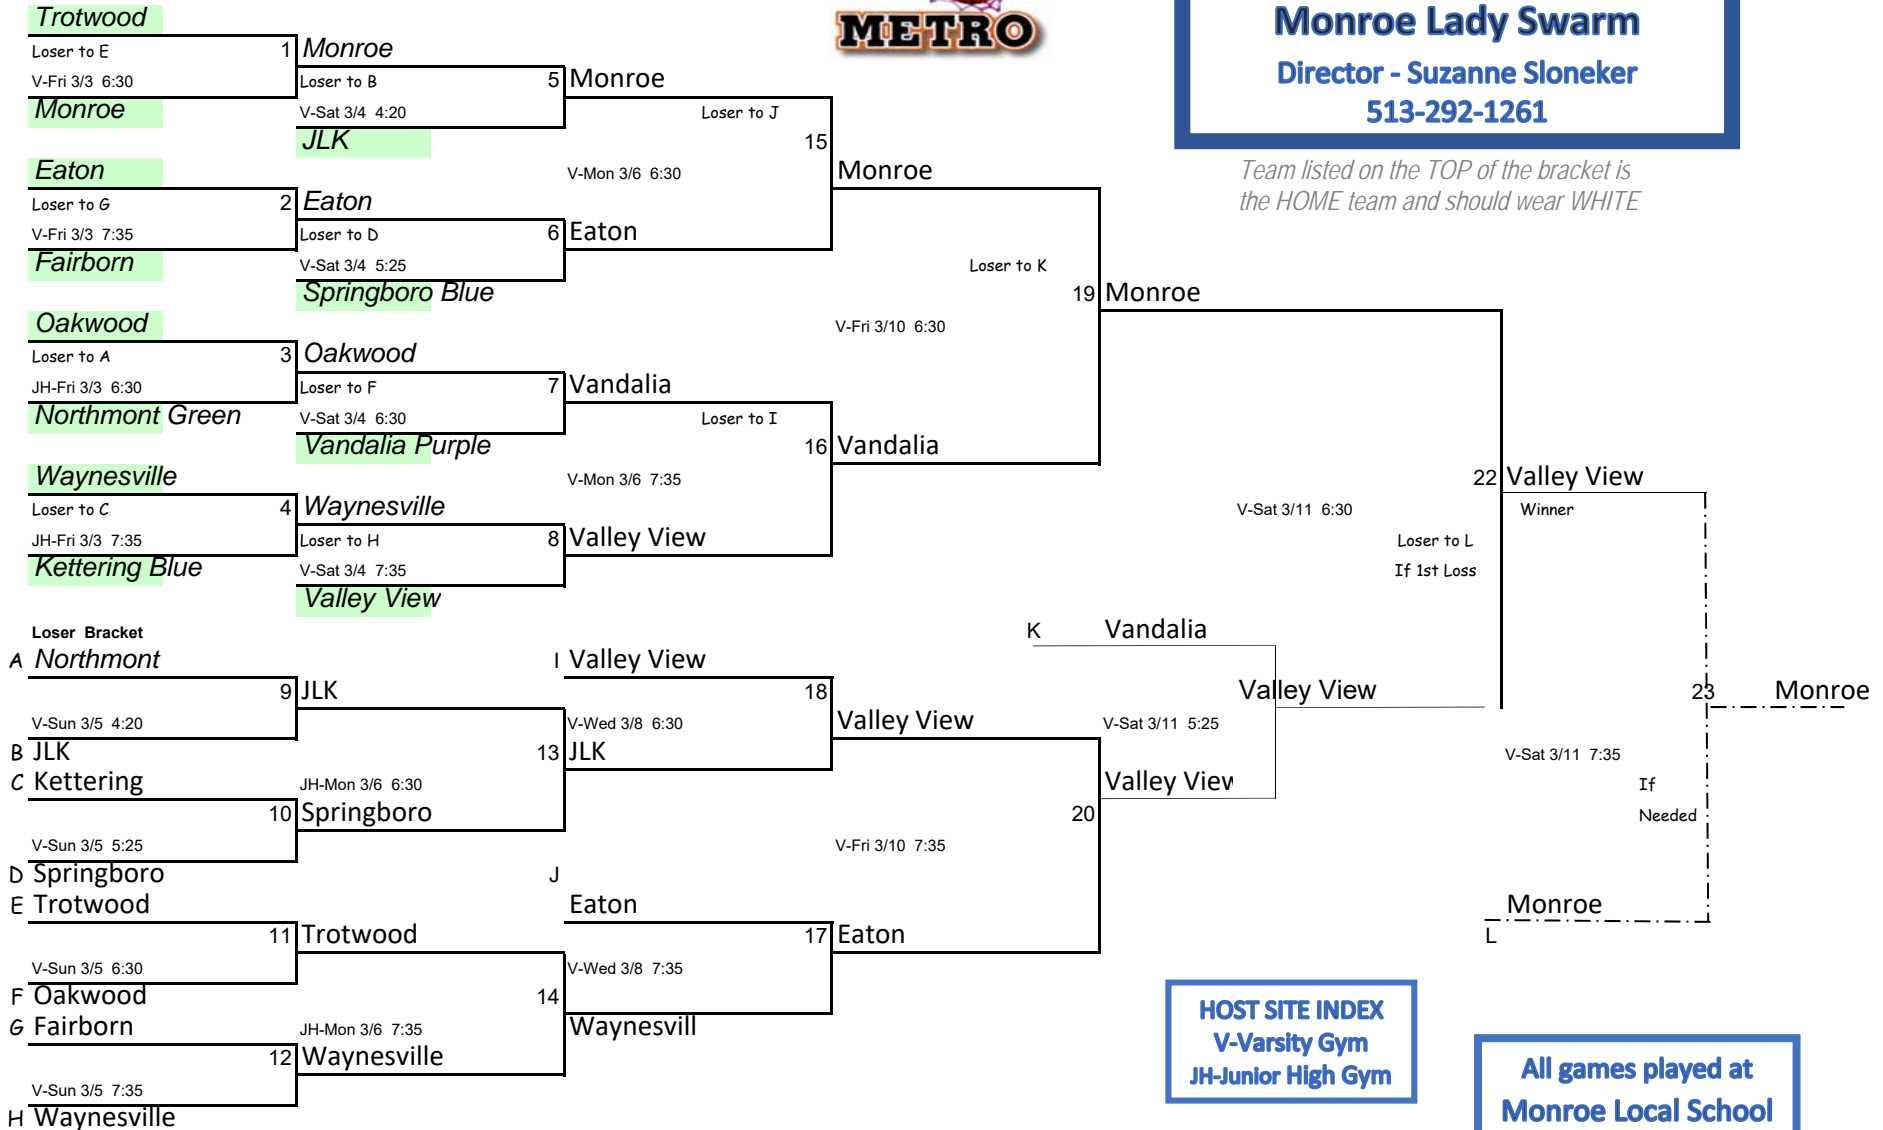 METRO
Monroe Lady Swarm
Director - Suzanne Sloneker
513-292-1261
Team listed on the TOP of the bracket is
the HOME team and should wear WHITE
Trotwood
Loser to E
1
V-Fri 3/3 6:30
Monroe
Monroe
Loser to B
5
V-Sat 3/4 4:20
JLK
Monroe
Loser to J
15
V-Mon 3/6 6:30
Eaton
Loser to G
2
V-Fri 3/3 7:35
Fairborn
Eaton
Loser to D
6
V-Sat 3/4 5:25
Springboro Blue
Eaton
Monroe
Loser to K
19
V-Fri 3/10 6:30
Oakwood
Loser to A
3
JH-Fri 3/3 6:30
Northmont Green
Oakwood
Loser to F
7
V-Sat 3/4 6:30
Vandalia Purple
Vandalia
Loser to I
16
V-Mon 3/6 7:35
Waynesville
Loser to C
4
JH-Fri 3/3 7:35
Kettering Blue
Waynesville
Loser to H
8
V-Sat 3/4 7:35
Valley View
Valley View
Vandalia
Monroe
22
V-Sat 3/11 6:30
Loser to L
If 1st Loss
Valley View
Winner
Loser Bracket
A Northmont
9
V-Sun 3/5 4:20
B JLK
JLK
13
JH-Mon 3/6 6:30
C Kettering
10
V-Sun 3/5 5:25
D Springboro
Springboro
I Valley View
18
V-Wed 3/8 6:30
JLK
Valley View
20
V-Fri 3/10 7:35
K Vandalia
V-Sat 3/11 5:25
Valley View
Valley View
23
V-Sat 3/11 7:35
If
Needed
Monroe
E Trotwood
11
V-Sun 3/5 6:30
F Oakwood
Trotwood
14
JH-Mon 3/6 7:35
G Fairborn
12
V-Sun 3/5 7:35
H Waynesville
Waynesville
J
Eaton
17
V-Wed 3/8 7:35
Waynesvill
Eaton
Monroe
L
HOST SITE INDEX
V-Varsity Gym
JH-Junior High Gym
All games played at
Monroe Local School